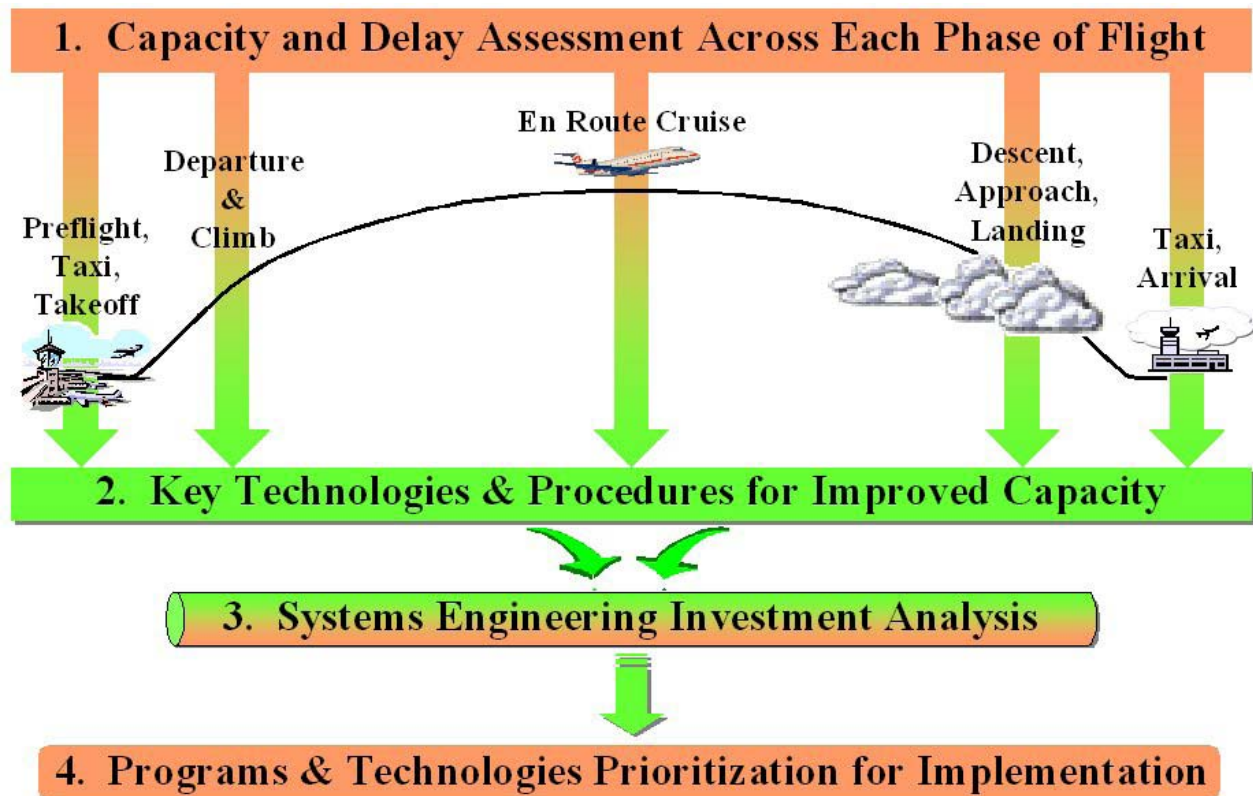 1. Capacity and Delay Assessment Across Each Phase of Flight
En Route Cruise
Departure
&
Climb
Descent,
Approach,
Landing
Preflight,
Taxi,
Takeoff
Taxi,
Arrival
2. Key Technologies & Procedures for Improved Capacity
3. Systems Engineering Investment Analysis
4. Programs & Technologies Prioritization for Implementation